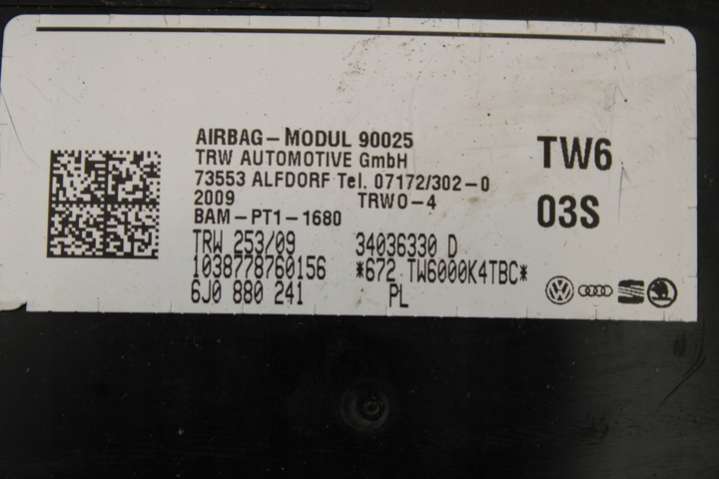 AIRBAG-MODUL 90025
TRW AUTOMOTIVE GmbH
73553 ALFDORF Tel. 07172/302-0
2009 TRWO-4
BAM-PT1-1680
TRW 253/09 34036330 D
1038778760156 *672 TW6000K4TBC*
6J0 880 241 PL
TW6
03S